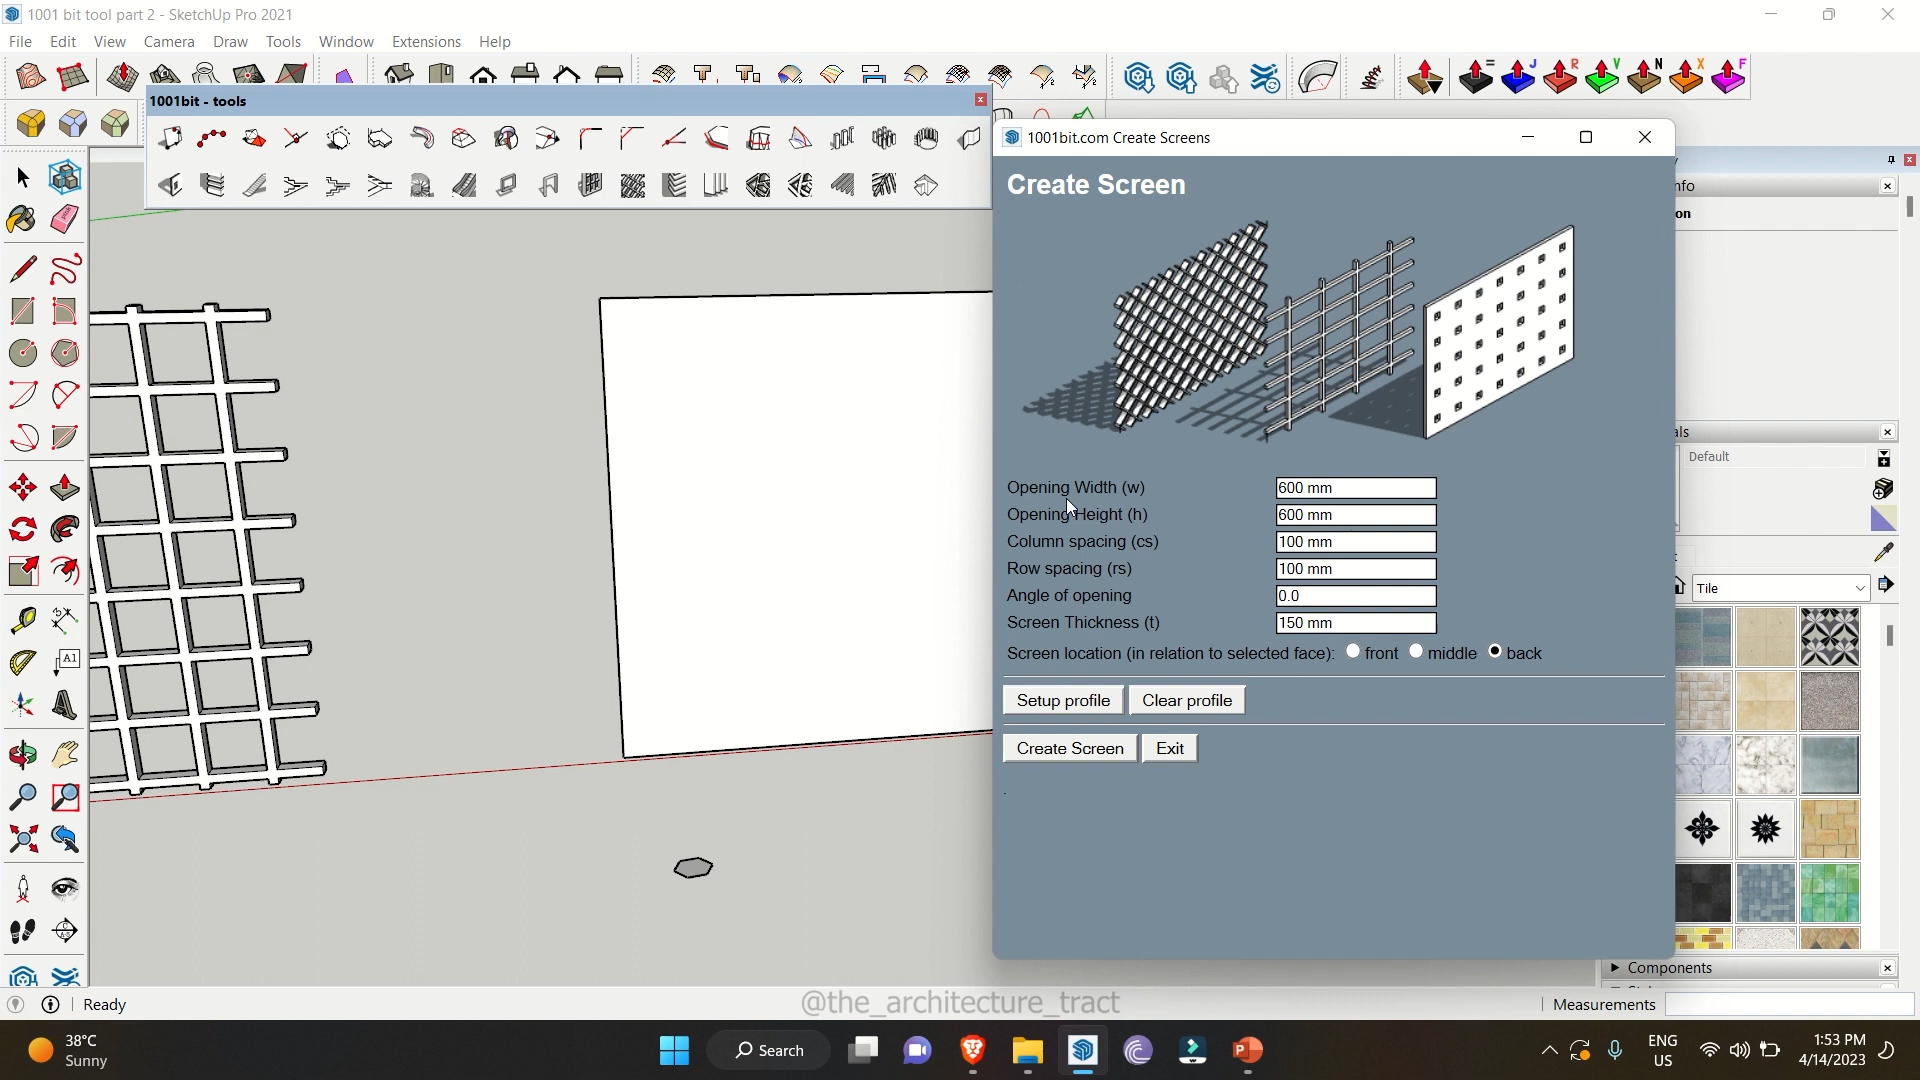 1001 bit tool part 2 - SketchUp Pro 2021
File Edit View Camera Draw Tools Window Extensions Help
1001bit - tools
1001bit.com Create Screens
Create Screen
Opening Width (w) 600 mm
Opening Height (h) 600 mm
Column spacing (cs) 100 mm
Row spacing (rs) 100 mm
Angle of opening 0.0
Screen Thickness (t) 150 mm
Screen location (in relation to selected face): front middle back
Setup profile Clear profile
Create Screen Exit
.
nfo
on
als
Default
Tile
Components
A1
Ready
@the_architecture_tract
Measurements
38°C
Sunny
Search
ENG
US
1:53 PM
4/14/2023